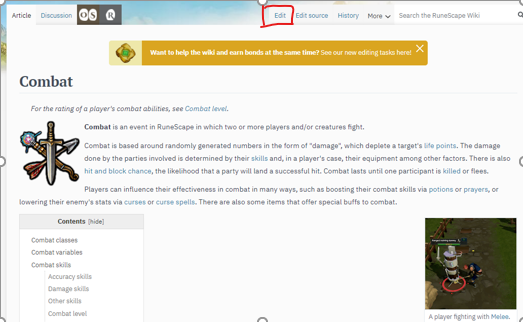 Article Discussion OS R Edit Edit source History More Search the RuneScape Wiki
Want to help the wiki and earn bonds at the same time? See our new editing tasks here!
Combat
For the rating of a player's combat abilities, see Combat level.
Combat is an event in RuneScape in which two or more players and/or creatures fight.
Combat is based around randomly generated numbers in the form of "damage", which deplete a target's life points. The damage
done by the parties involved is determined by their skills and, in a player's case, their equipment among other factors. There is also
hit and block chance, the likelihood that a party will land a successful hit. Combat lasts until one participant is killed or flees.
Players can influence their effectiveness in combat in many ways, such as boosting their combat skills via potions or prayers, or
lowering their enemy's stats via curses or curse spells. There are also some items that offer special buffs to combat.
Contents [hide]
Combat classes
Combat variables
Combat skills
Accuracy skills
Damage skills
Other skills
Combat level
A player fighting with Melee.